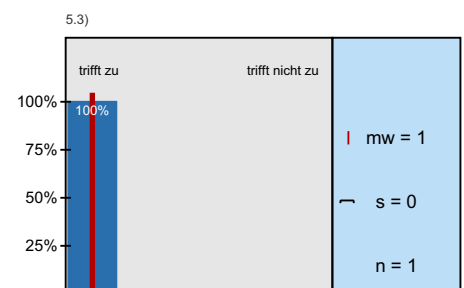 5.3)
trifft zu trifft nicht zu
100%
100%
75%
50%
25%
mw = 1
s = 0
n = 1